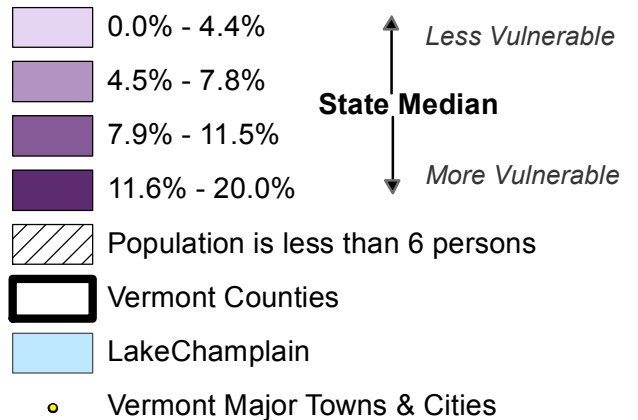 0.0% - 4.4%
Less Vulnerable
4.5% - 7.8%
State Median
7.9% - 11.5%
11.6% - 20.0%
More Vulnerable
Population is less than 6 persons
Vermont Counties
LakeChamplain
Vermont Major Towns & Cities